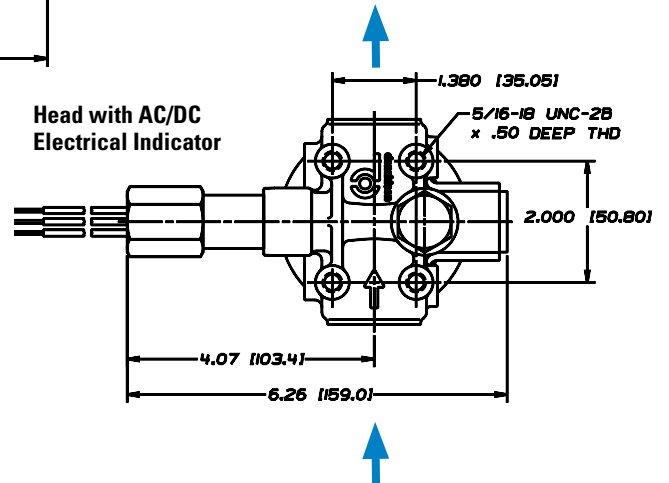 1.380 [35.05]
Head with AC/DC
Electrical Indicator
5/16-18 UNC-2B
x .50 DEEP THD
2.000 [50.80]
4.07 [103.4]
6.26 [159.0]